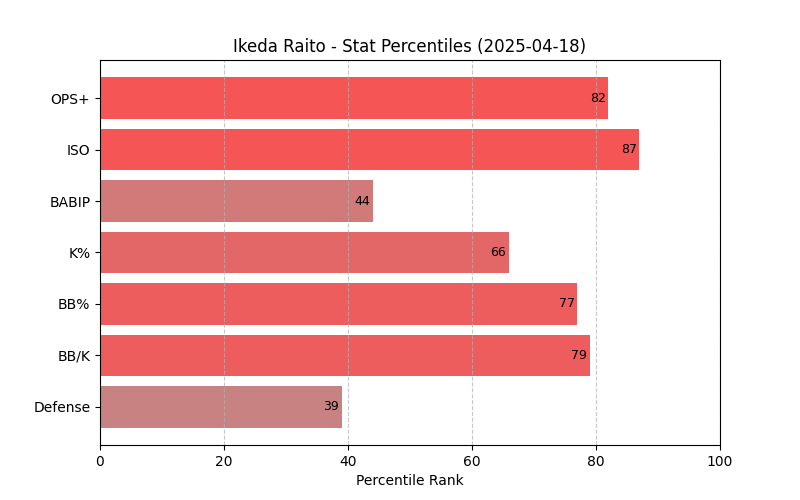 Ikeda Raito - Stat Percentiles (2025-04-18)
OPS+ 82
ISO 87
BABIP 44
K% 66
BB% 77
BB/K 79
Defense 39
0 20 40 60 80 100
Percentile Rank